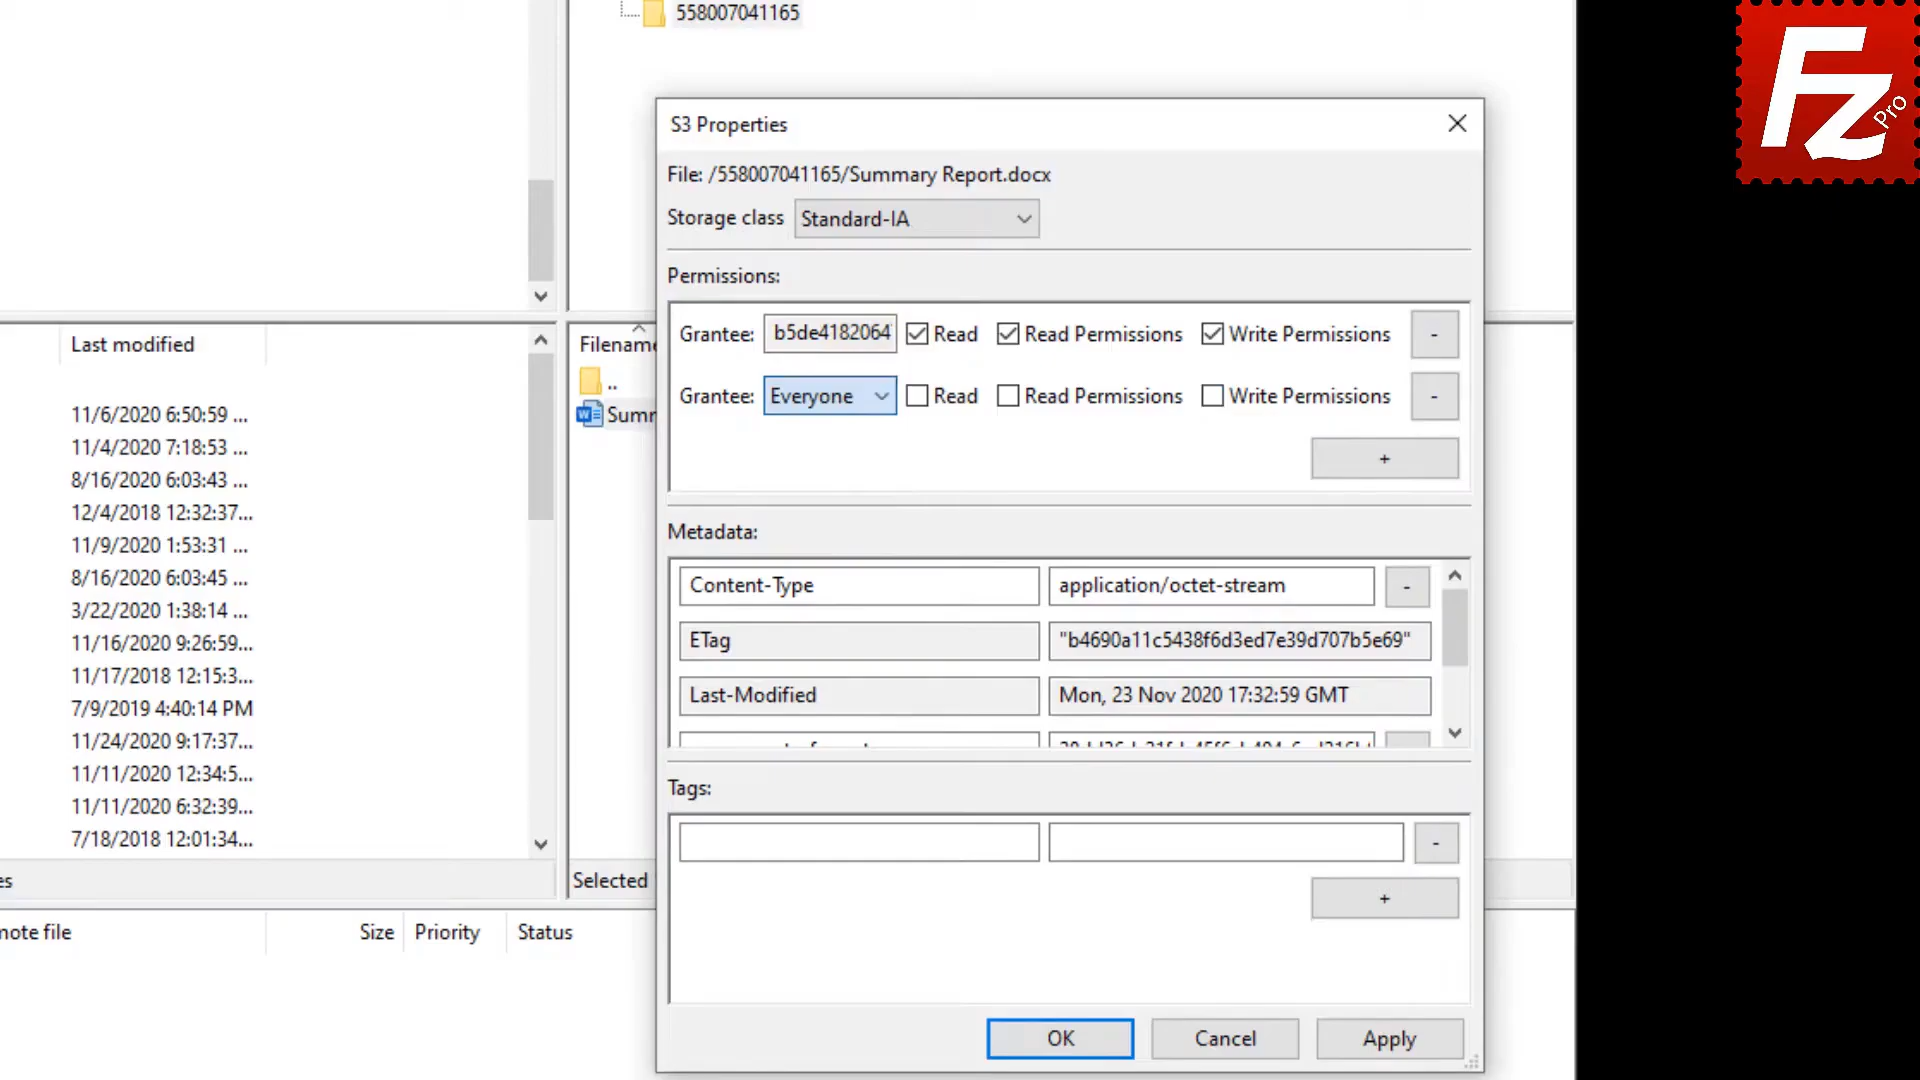 558007041165
Fz Pro
S3 Properties
File: /558007041165/Summary Report.docx
Storage class Standard-IA
Permissions:
Grantee: b5de4182064 Read Read Permissions Write Permissions -
Grantee: Everyone Read Read Permissions Write Permissions -
+
Metadata:
Content-Type application/octet-stream -
ETag "b4690a11c5438f6d3ed7e39d707b5e69"
Last-Modified Mon, 23 Nov 2020 17:32:59 GMT
Tags:
-
+
OK Cancel Apply
Last modified
11/6/2020 6:50:59 ...
11/4/2020 7:18:53 ...
8/16/2020 6:03:43 ...
12/4/2018 12:32:37...
11/9/2020 1:53:31 ...
8/16/2020 6:03:45 ...
3/22/2020 1:38:14 ...
11/16/2020 9:26:59...
11/17/2018 12:15:3...
7/9/2019 4:40:14 PM
11/24/2020 9:17:37...
11/11/2020 12:34:5...
11/11/2020 6:32:39...
7/18/2018 12:01:34...
es
Filename
..
Summ
Selected
mote file Size Priority Status